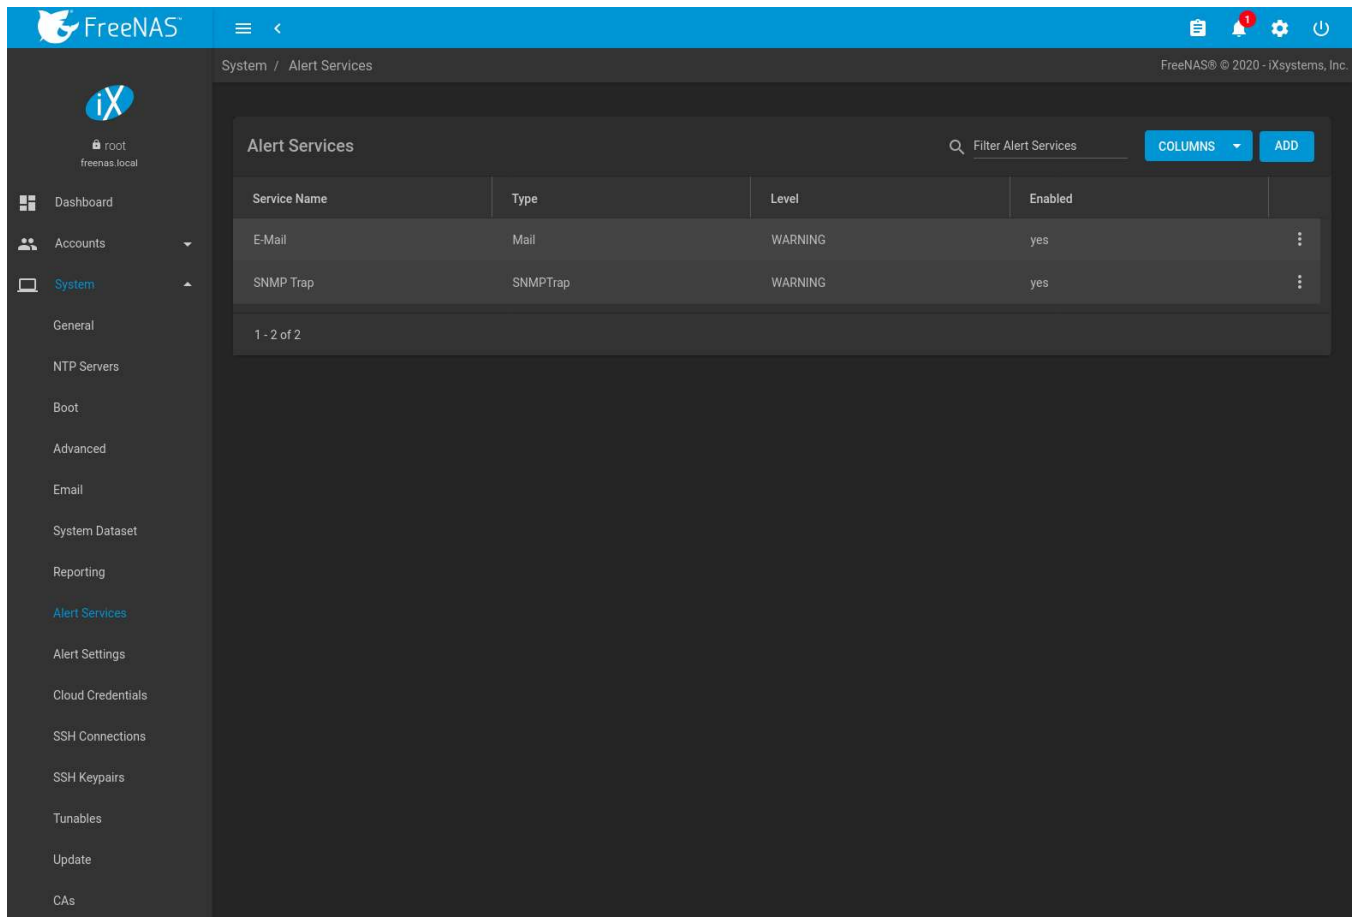 FreeNAS™
1
System / Alert Services
FreeNAS® © 2020 - iXsystems, Inc.
iX
root
freenas.local
Dashboard
Accounts
System
General
NTP Servers
Boot
Advanced
Email
System Dataset
Reporting
Alert Services
Alert Settings
Cloud Credentials
SSH Connections
SSH Keypairs
Tunables
Update
CAs
Alert Services
Filter Alert Services
COLUMNS
ADD
Service Name Type Level Enabled
E-Mail Mail WARNING yes
SNMP Trap SNMPTrap WARNING yes
1 - 2 of 2